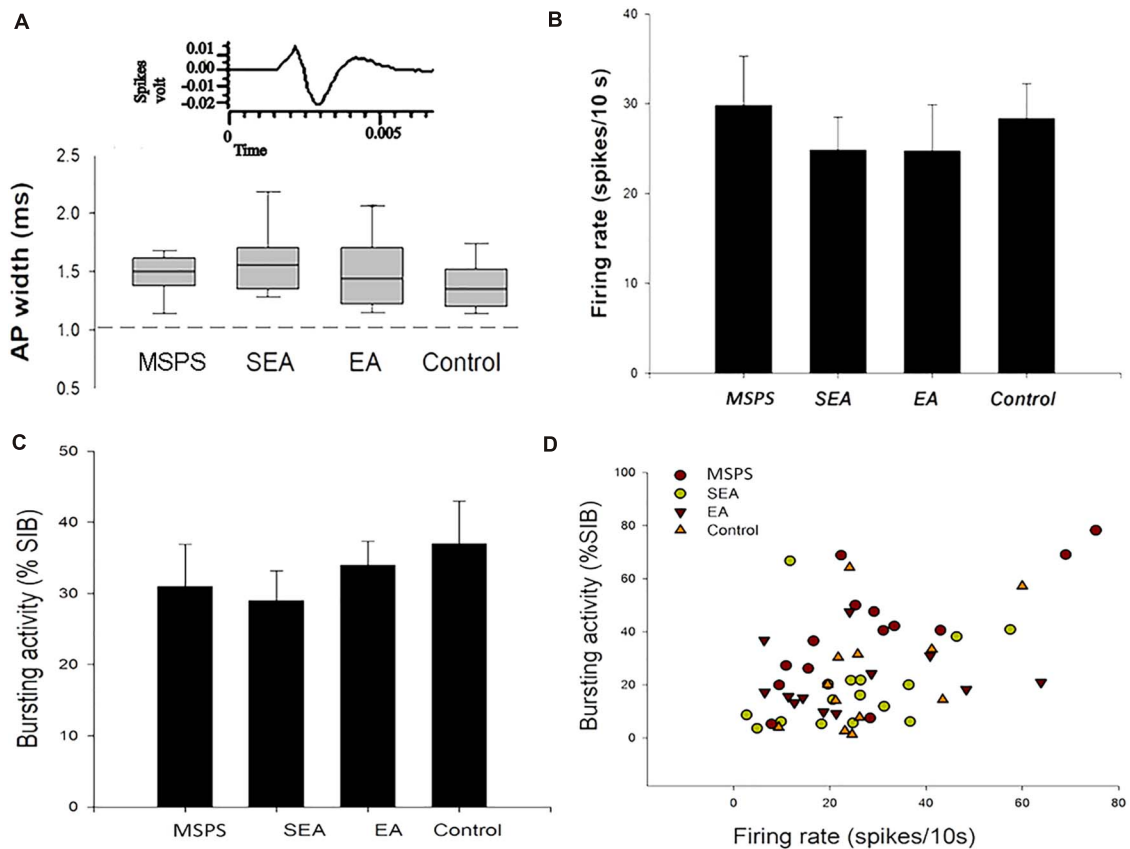 A
Spikes
volt
0.01
0.00
-0.01
-0.02
0
0.005
Time
AP width (ms)
2.5
2.0
1.5
1.0
0.5
MSPS SEA EA Control
B
Firing rate (spikes/10 s)
40
30
20
10
0
MSPS SEA EA Control
C
Bursting activity (% SIB)
50
40
30
20
10
0
MSPS SEA EA Control
D
Bursting activity (%SIB)
100
80
60
40
20
0
MSPS
SEA
EA
Control
0 20 40 60 80
Firing rate (spikes/10s)